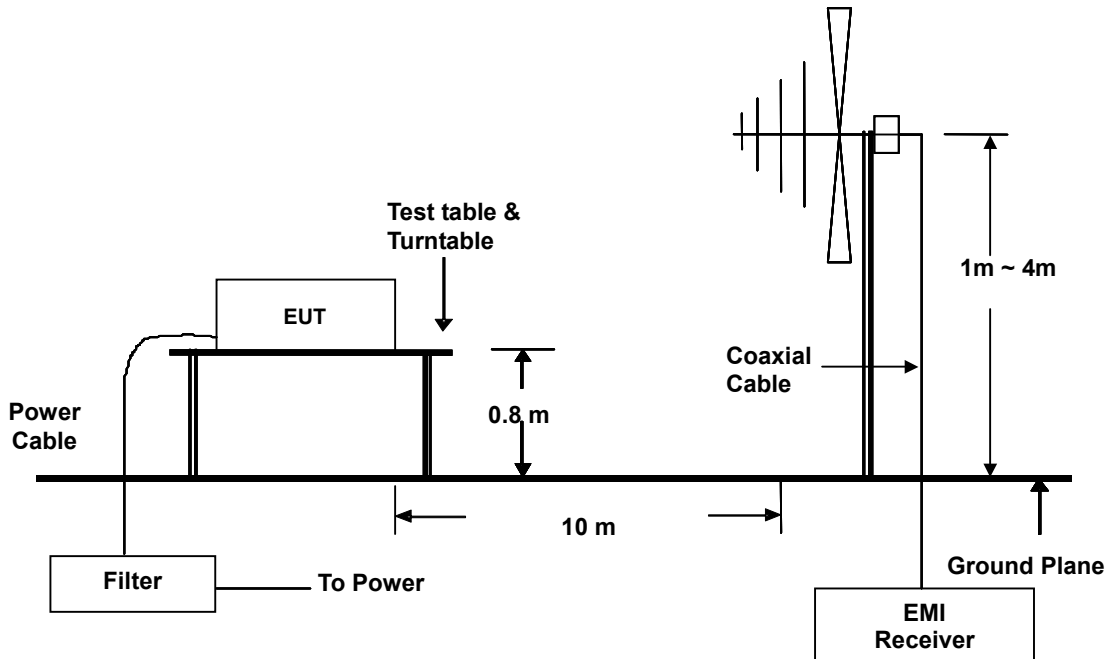 Test table &
Turntable
1m ~ 4m
EUT
Coaxial
Cable
0.8 m
Power
Cable
10 m
Ground Plane
Filter
To Power
EMI
Receiver